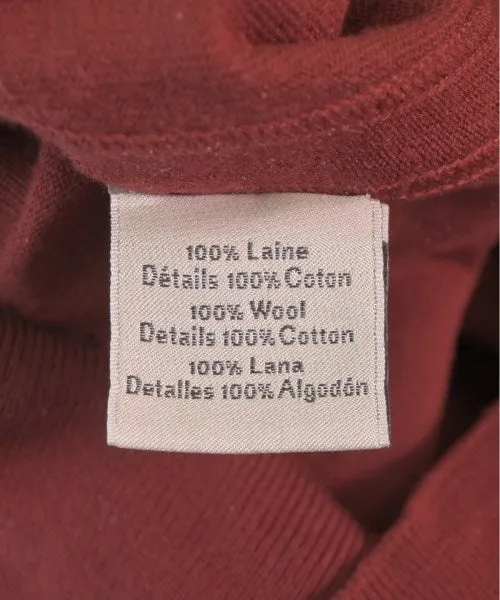 100% Laine
Détails 100% Coton
100% Wool
Details 100% Cotton
100% Lana
Detalles 100% Algodón